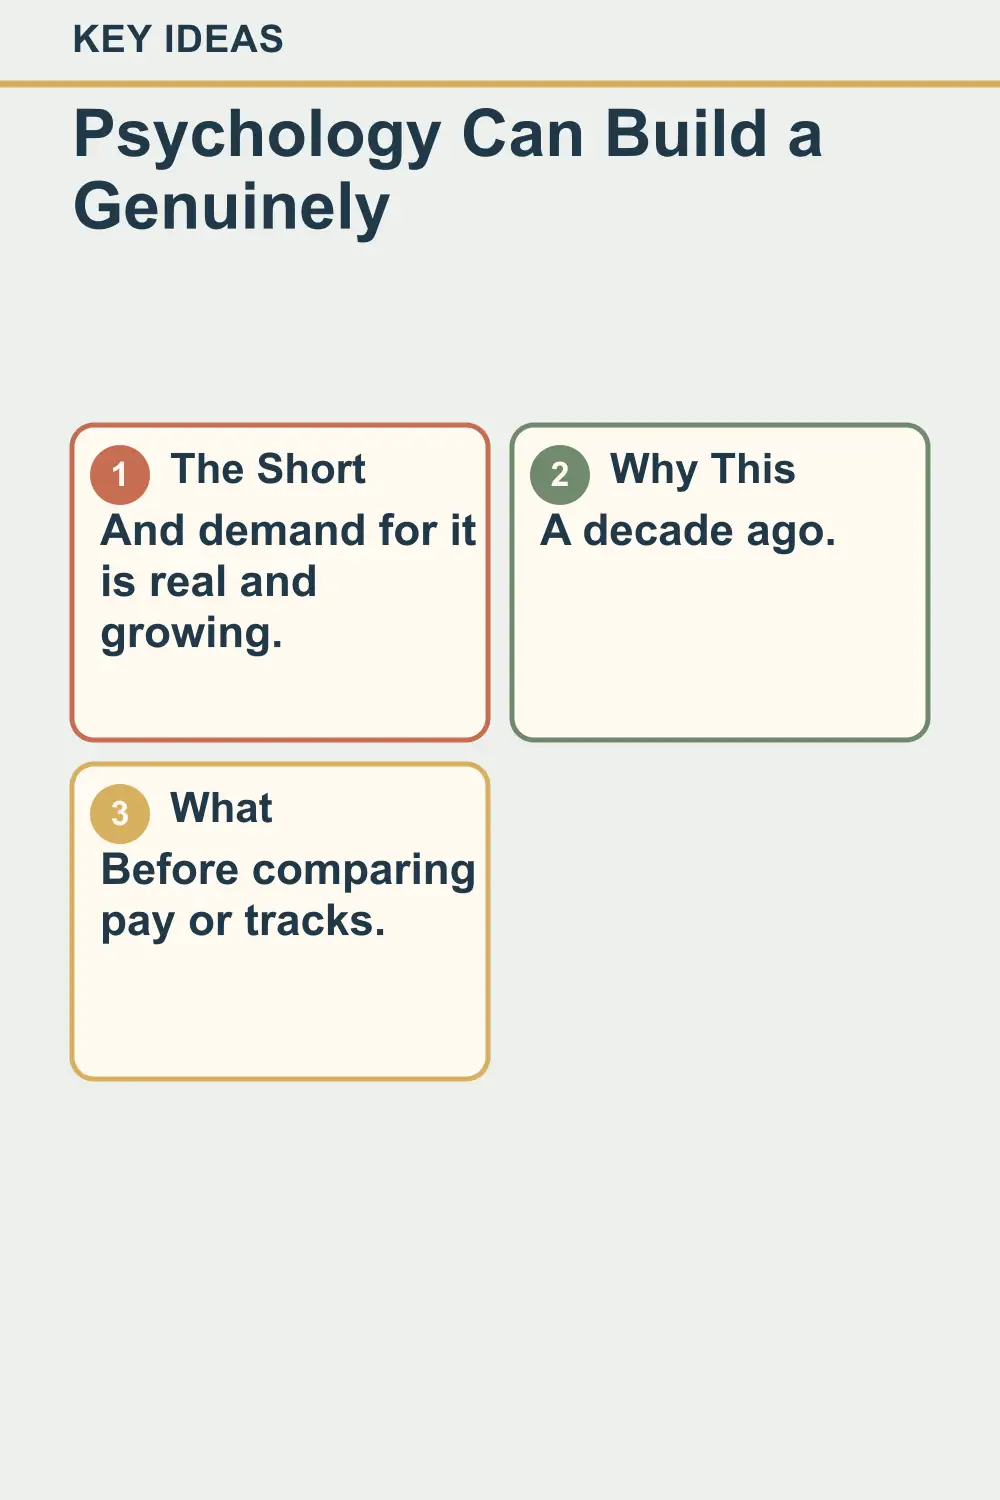 KEY IDEAS
Psychology Can Build a
Genuinely
1 The Short
And demand for it
is real and
growing.
2 Why This
A decade ago.
3 What
Before comparing
pay or tracks.